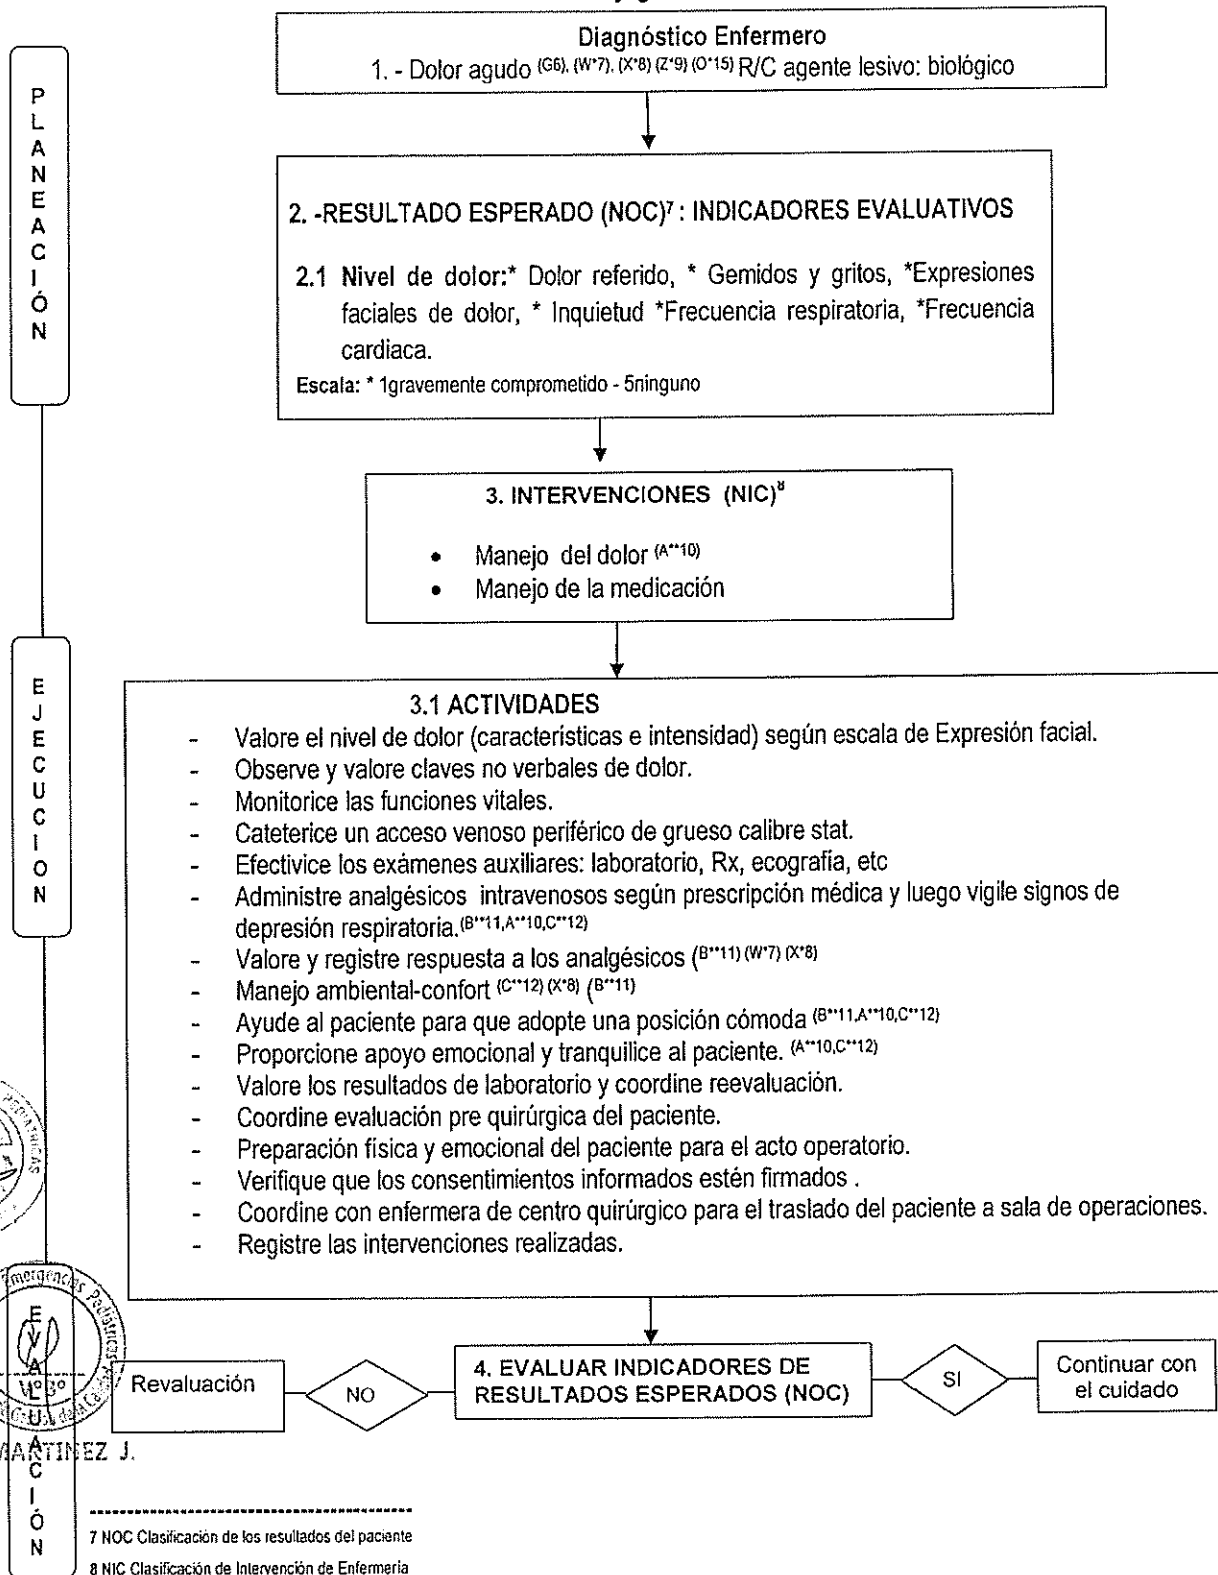 Diagnóstico Enfermero
1. - Dolor agudo (G6), (W*7), (X*8) (Z*9) (O*15) R/C agente lesivo: biológico
PLANEACIÓN
2. -RESULTADO ESPERADO (NOC)7 : INDICADORES EVALUATIVOS
2.1 Nivel de dolor:* Dolor referido, * Gemidos y gritos, *Expresiones
faciales de dolor, * Inquietud *Frecuencia respiratoria, *Frecuencia
cardiaca.
Escala: * 1gravemente comprometido - 5ninguno
3. INTERVENCIONES (NIC)8
• Manejo del dolor (A**10)
• Manejo de la medicación
EJECUCION
3.1 ACTIVIDADES
- Valore el nivel de dolor (características e intensidad) según escala de Expresión facial.
- Observe y valore claves no verbales de dolor.
- Monitorice las funciones vitales.
- Cateterice un acceso venoso periférico de grueso calibre stat.
- Efectivice los exámenes auxiliares: laboratorio, Rx, ecografía, etc
- Administre analgésicos intravenosos según prescripción médica y luego vigile signos de
depresión respiratoria.(B**11,A**10,C**12)
- Valore y registre respuesta a los analgésicos (B**11) (W*7) (X*8)
- Manejo ambiental-confort (C**12) (X*8) (B**11)
- Ayude al paciente para que adopte una posición cómoda (B**11,A**10,C**12)
- Proporcione apoyo emocional y tranquilice al paciente. (A**10,C**12)
- Valore los resultados de laboratorio y coordine reevaluación.
- Coordine evaluación pre quirúrgica del paciente.
- Preparación física y emocional del paciente para el acto operatorio.
- Verifique que los consentimientos informados estén firmados .
- Coordine con enfermera de centro quirúrgico para el traslado del paciente a sala de operaciones.
- Registre las intervenciones realizadas.
PEDIATRICAS
Emergencias Pediátricas
EVALUACIÓN
Revaluación
NO
4. EVALUAR INDICADORES DE
RESULTADOS ESPERADOS (NOC)
SI
Continuar con
el cuidado
MARTINEZ J.
7 NOC Clasificación de los resultados del paciente
8 NIC Clasificación de Intervención de Enfermería